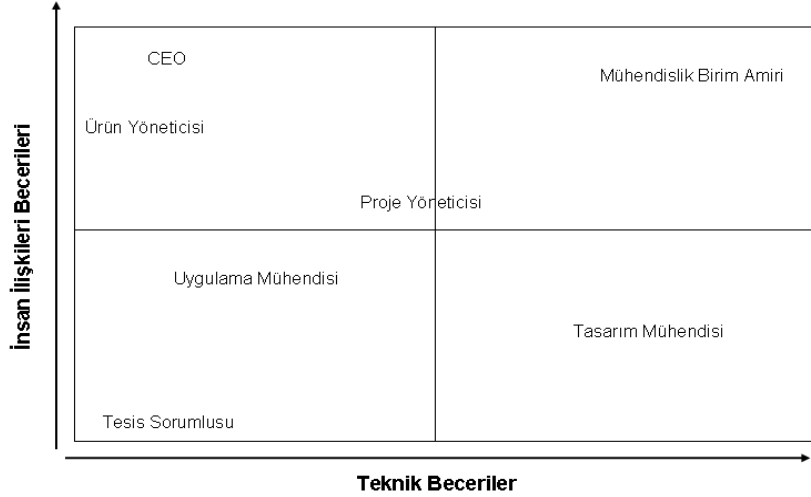 CEO
Mühendislik Birim Amiri
Ürün Yöneticisi
Proje Yöneticisi
Uygulama Mühendisi
Tasarım Mühendisi
Tesis Sorumlusu
İnsan İlişkileri Becerileri
Teknik Beceriler